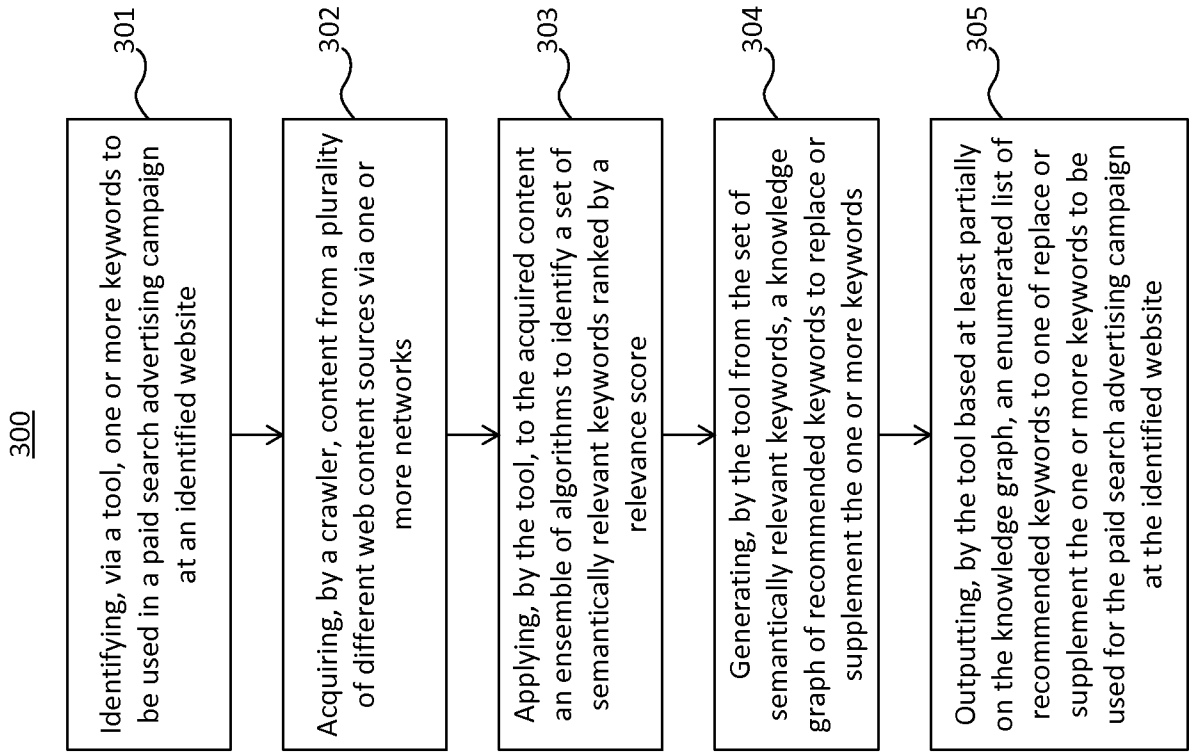 300
Identifying, via a tool, one or more keywords to
be used in a paid search advertising campaign
at an identified website
301
Acquiring, by a crawler, content from a plurality
of different web content sources via one or
more networks
302
Applying, by the tool, to the acquired content
an ensemble of algorithms to identify a set of
semantically relevant keywords ranked by a
relevance score
303
Generating, by the tool from the set of
semantically relevant keywords, a knowledge
graph of recommended keywords to replace or
supplement the one or more keywords
304
Outputting, by the tool based at least partially
on the knowledge graph, an enumerated list of
recommended keywords to one of replace or
supplement the one or more keywords to be
used for the paid search advertising campaign
at the identified website
305